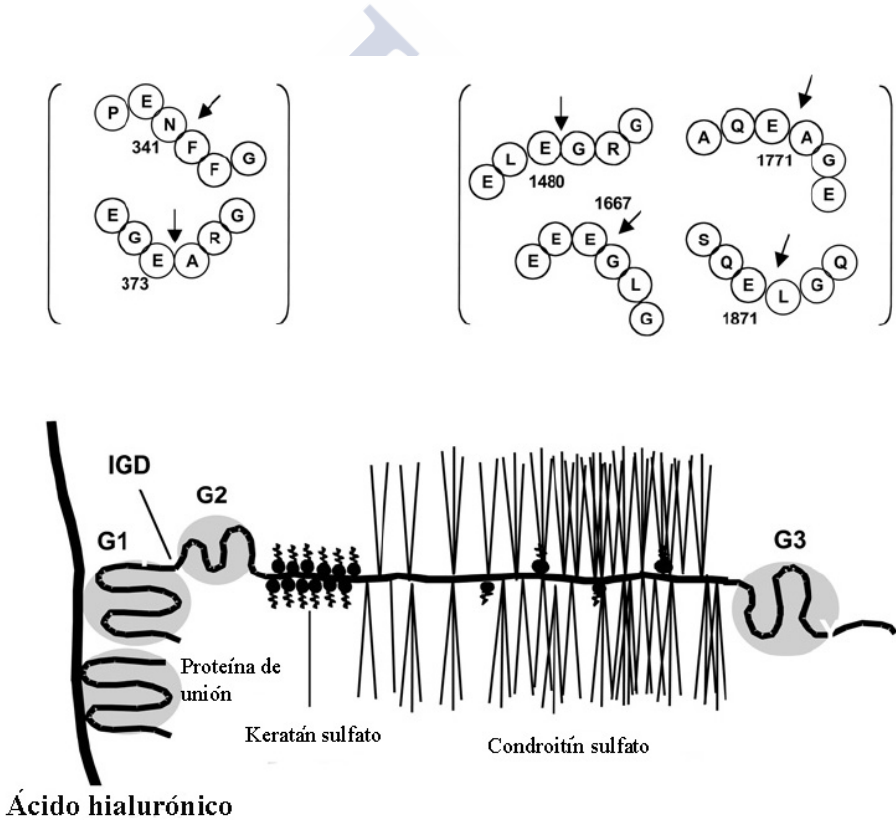 P E N F F G
341
E G E A R G
373
E L E G R G
1480
A Q E A G E
1771
1667
E E E G L G
S Q E L G Q
1871
IGD
G2
G1
G3
Proteína de
unión
Keratán sulfato
Condroitín sulfato
Ácido hialurónico